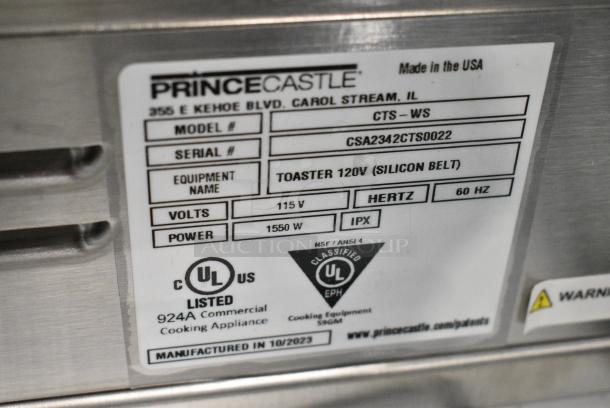 PRINCECASTLE® Made in the USA
355 E KEHOE BLVD. CAROL STREAM, IL
MODEL # CTS-WS
SERIAL # CSA2342CTS0022
EQUIPMENT NAME TOASTER 120V (SILICON BELT)
VOLTS 115 V HERTZ 60 HZ
POWER 1550 W IPX
AUCTION GROUP
NSF / ANSI 4
CLASSIFIED
C UL US
UL
EPH
LISTED
924A Commercial
Cooking Appliance
Cooking Equipment
59GM
MANUFACTURED IN 10/2023
www.princecastle.com/patents